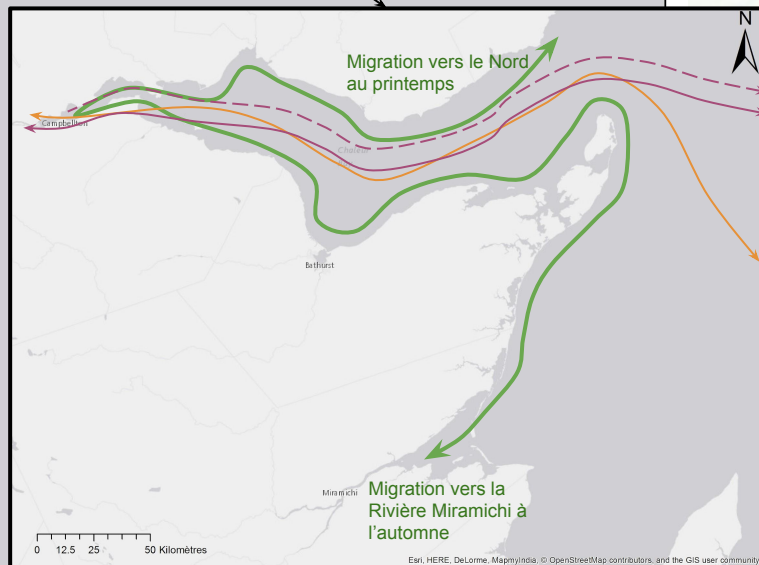 N
Migration vers le Nord
au printemps
Campbellton
Chaleur
Bathurst
Miramichi
Migration vers la
Rivière Miramichi à
l'automne
0 12.5 25 50 Kilomètres
Esri, HERE, DeLorme, MapmyIndia, © OpenStreetMap contributors, and the GIS user community